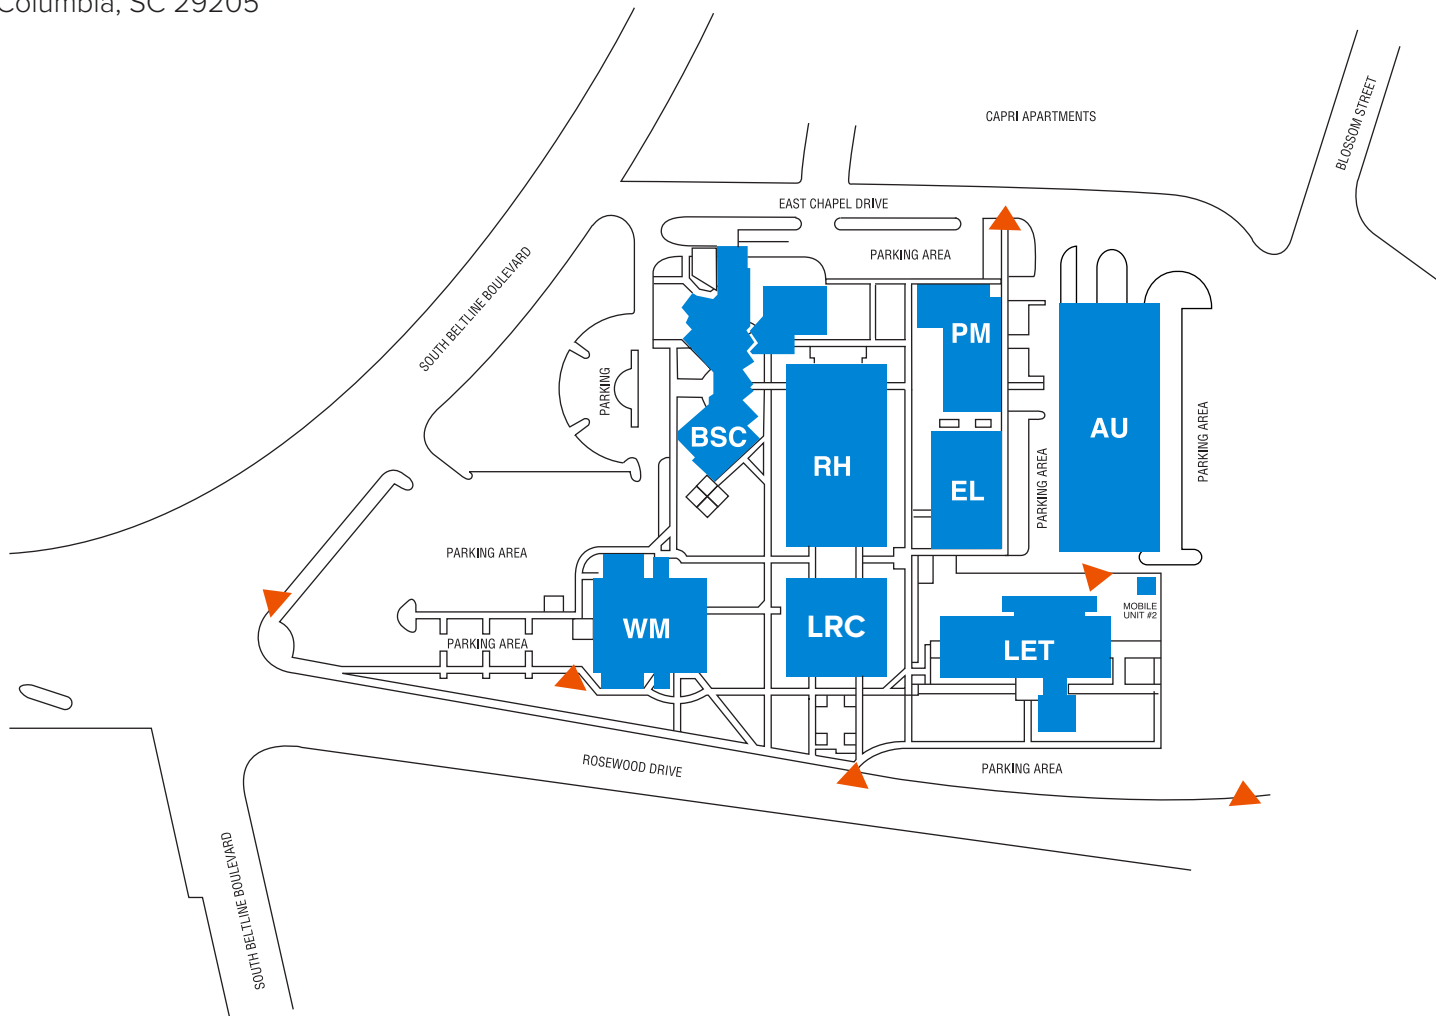 Columbia, SC 29205
CAPRI APARTMENTS
BLOSSOM STREET
EAST CHAPEL DRIVE
PARKING AREA
SOUTH BELTLINE BOULEVARD
PM
PARKING
AU
BSC
RH
PARKING AREA
EL
PARKING AREA
PARKING AREA
MOBILE
UNIT #2
WM
LRC
PARKING AREA
LET
ROSEWOOD DRIVE
PARKING AREA
SOUTH BELTLINE BOULEVARD